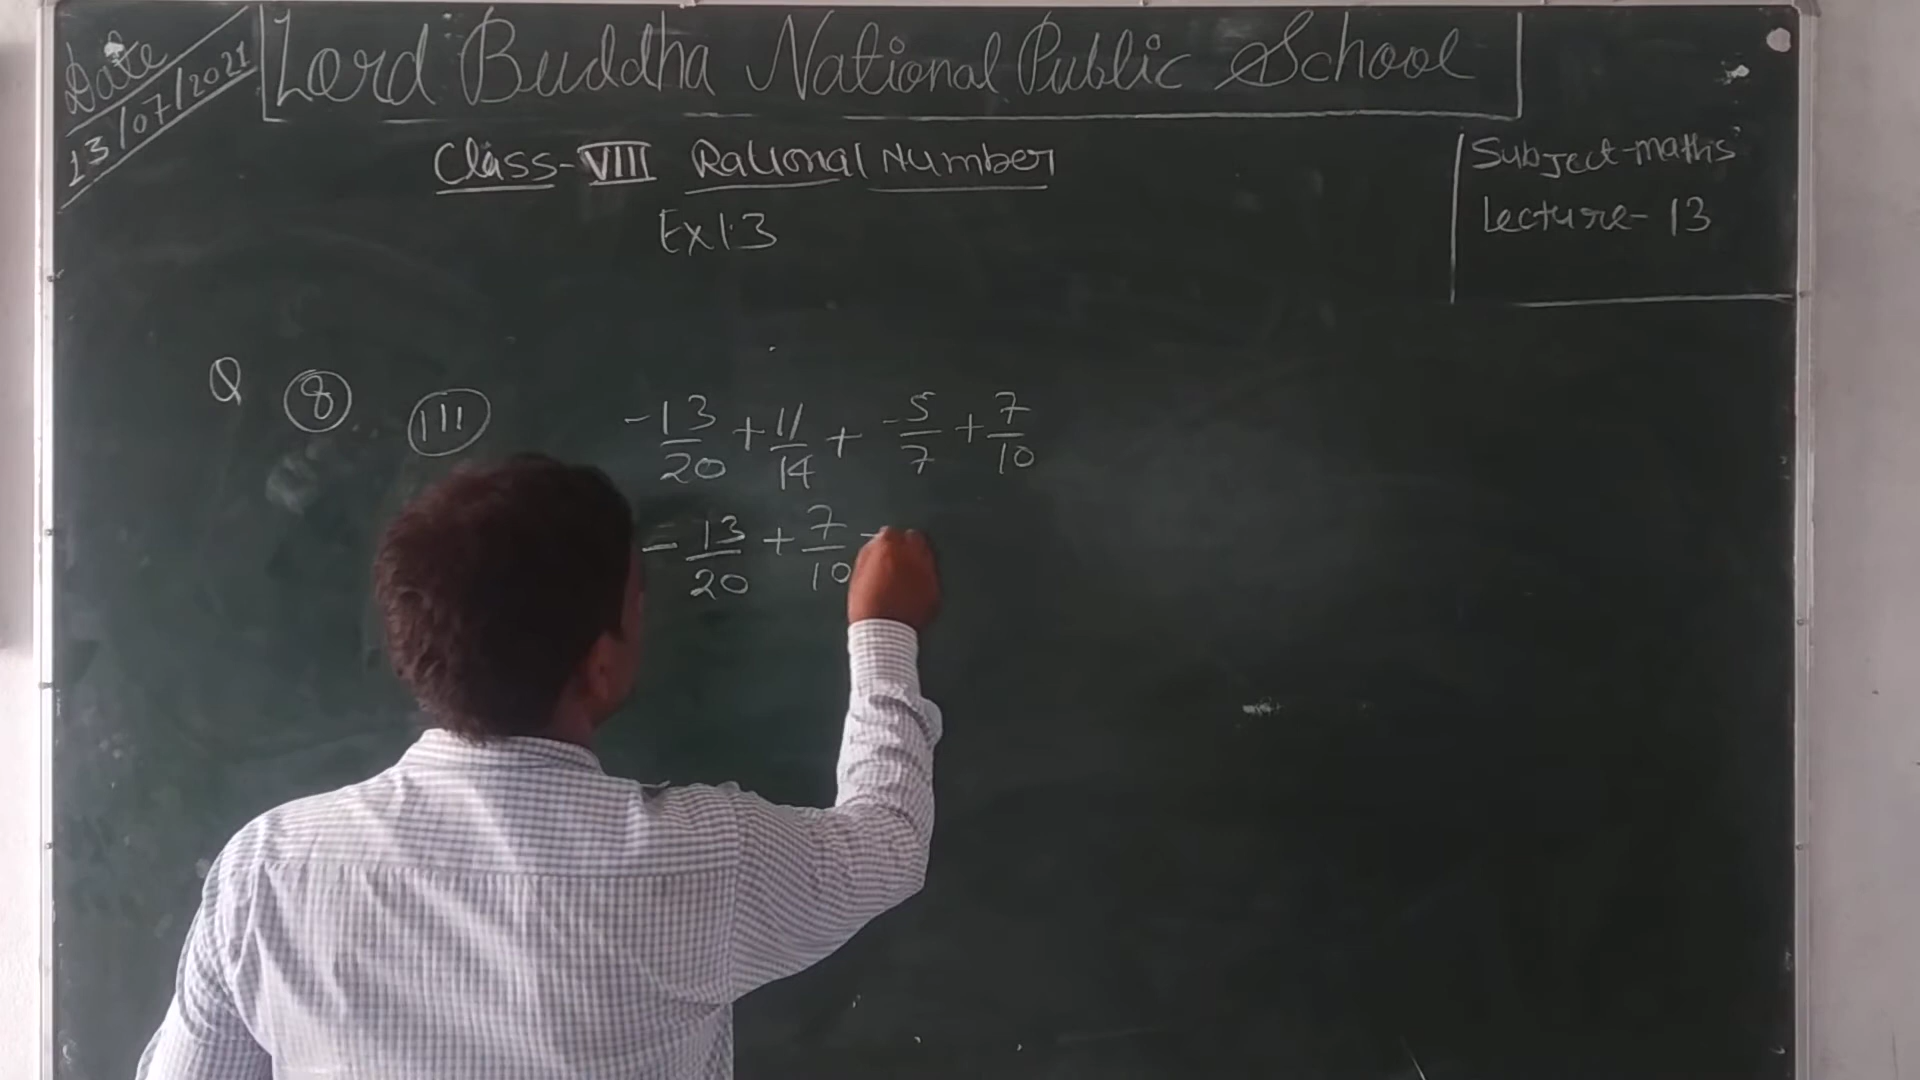 Date
13/07/2021
Lord Buddha National Public School
Class-VIII Rational Number
Ex 1.3
Subject-maths
Lecture-13
Q 8 III -13/20 + 11/14 + -5/7 + 7/10
= 13/20 + 7/10